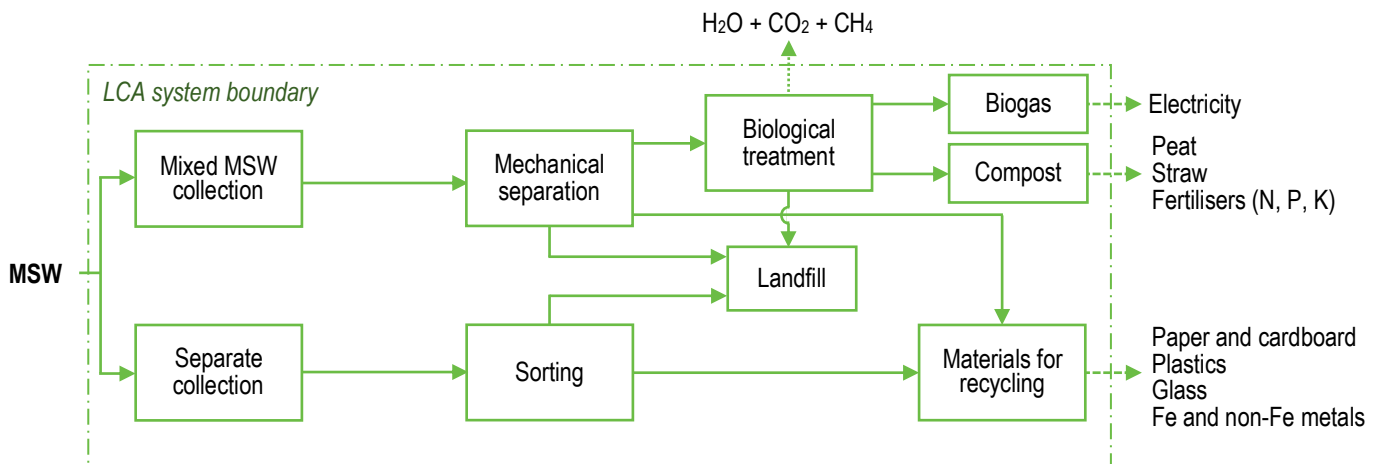 H₂O + CO₂ + CH₄
LCA system boundary
Mixed MSW
collection
Mechanical
separation
Biological
treatment
Biogas
Electricity
Compost
Peat
Straw
Fertilisers (N, P, K)
MSW
Landfill
Separate
collection
Sorting
Materials for
recycling
Paper and cardboard
Plastics
Glass
Fe and non-Fe metals